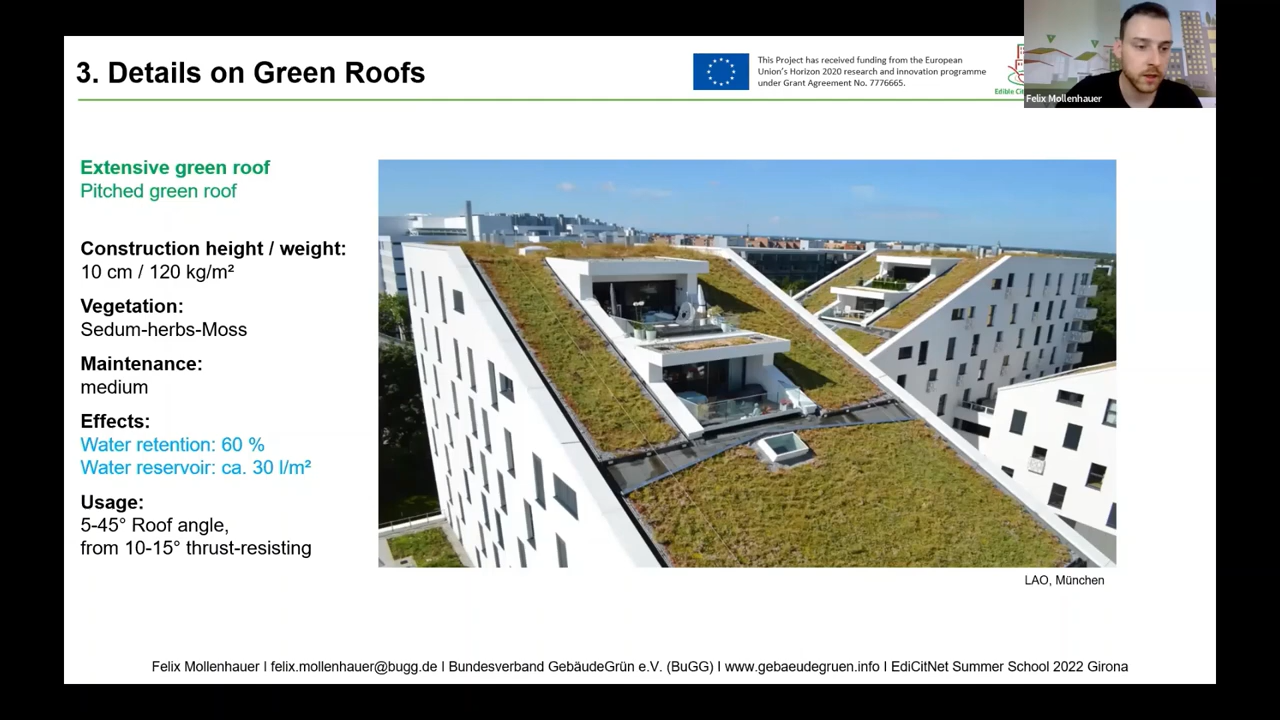 3. Details on Green Roofs
This Project has received funding from the European
Union's Horizon 2020 research and innovation programme
under Grant Agreement No. 7776665.
Edible
Felix Mollenhauer
Extensive green roof
Pitched green roof
Construction height / weight:
10 cm / 120 kg/m²
Vegetation:
Sedum-herbs-Moss
Maintenance:
medium
Effects:
Water retention: 60 %
Water reservoir: ca. 30 l/m²
Usage:
5-45° Roof angle,
from 10-15° thrust-resisting
LAO, München
Felix Mollenhauer I felix.mollenhauer@bugg.de I Bundesverband GebäudeGrün e.V. (BuGG) I www.gebaeudegruen.info I EdiCitNet Summer School 2022 Girona